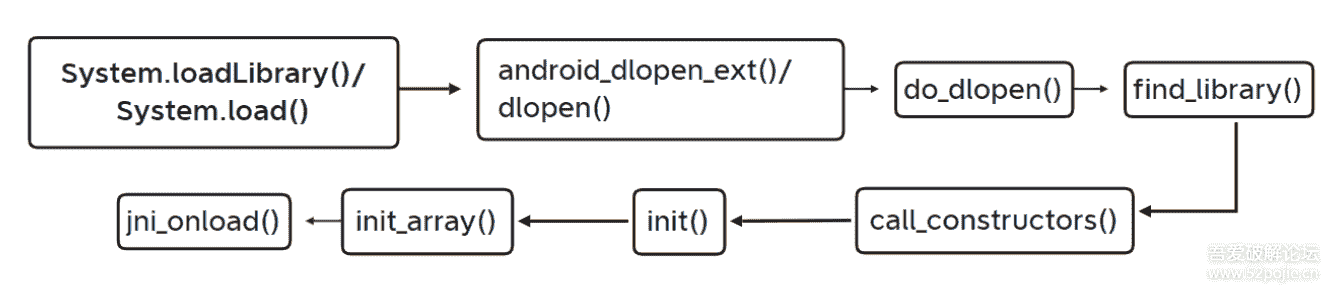 System.loadLibrary()/
System.load()
android_dlopen_ext()/
dlopen()
do_dlopen()
find_library()
call_constructors()
init()
init_array()
jni_onload()
吾爱破解论坛
www.52pojie.cn